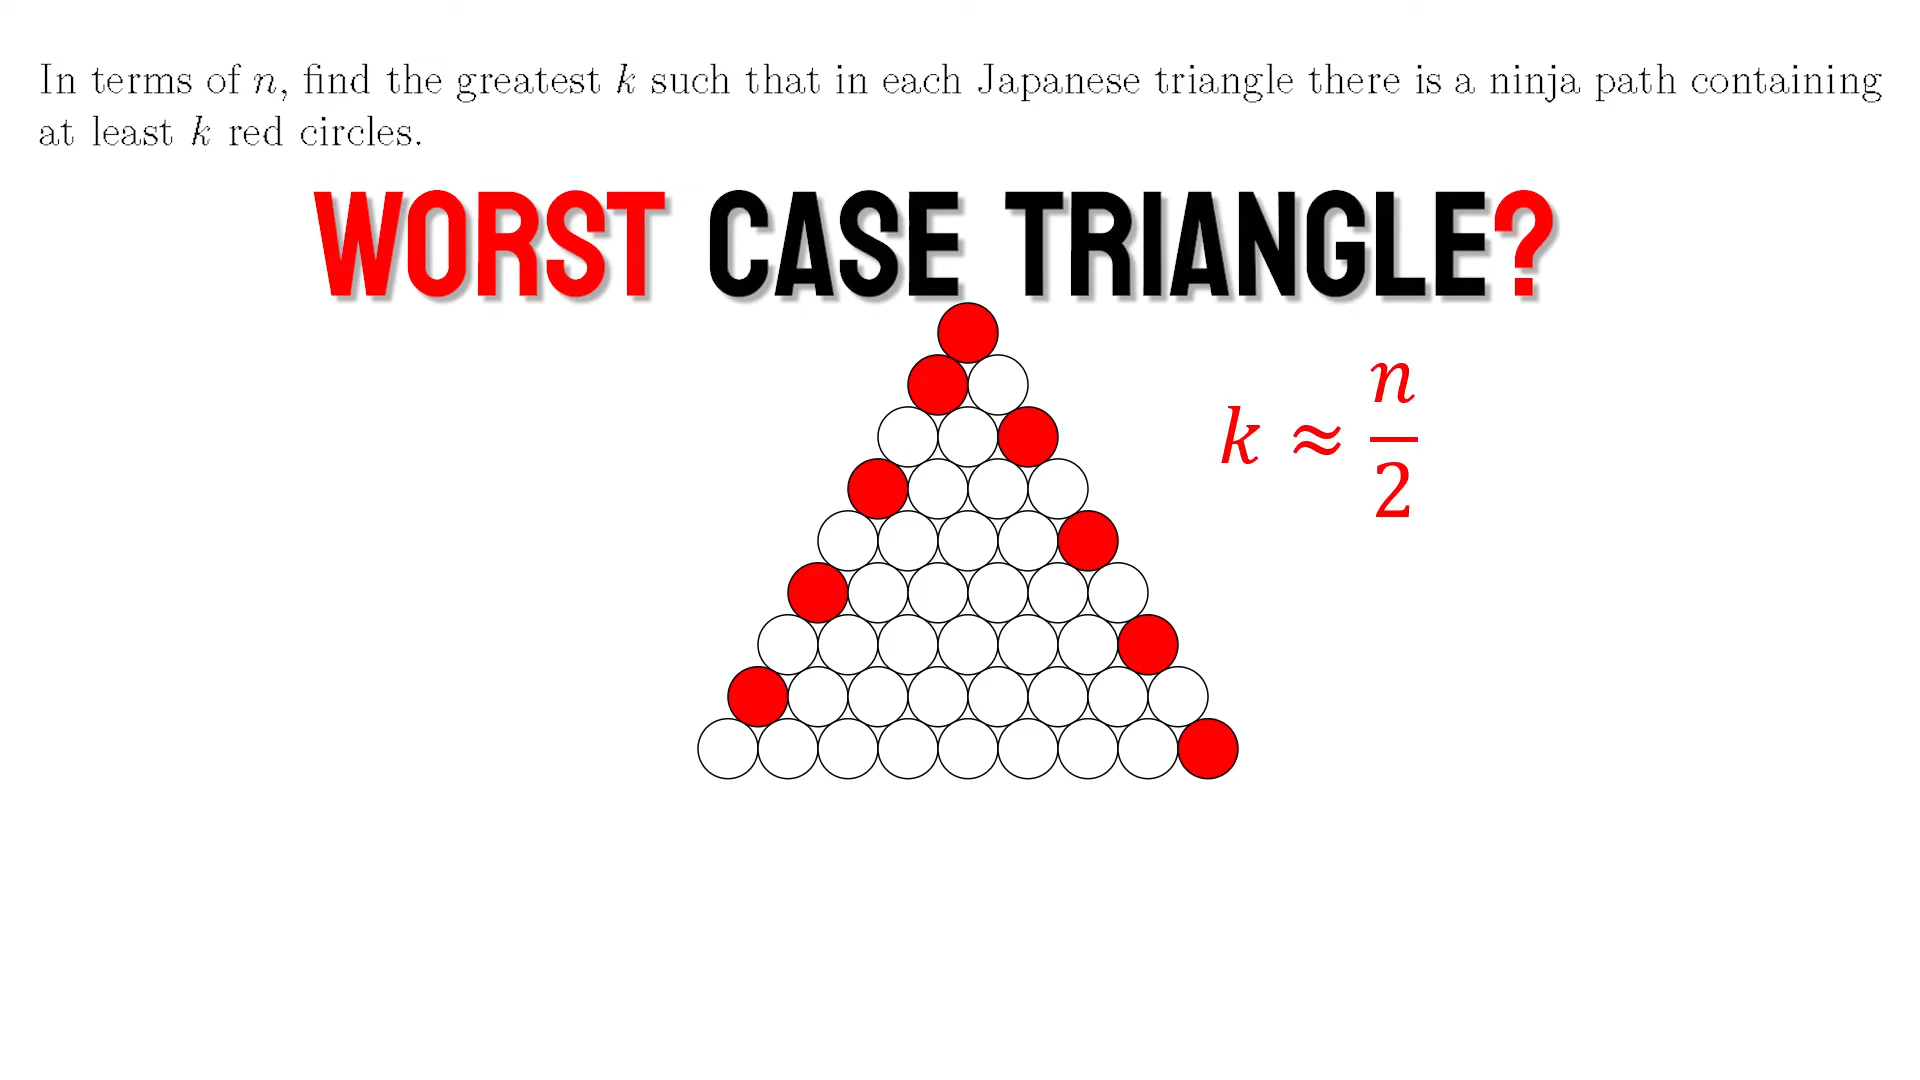 In terms of n, find the greatest k such that in each Japanese triangle there is a ninja path containing
at least k red circles.
WORST CASE TRIANGLE?
k ≈ n/2